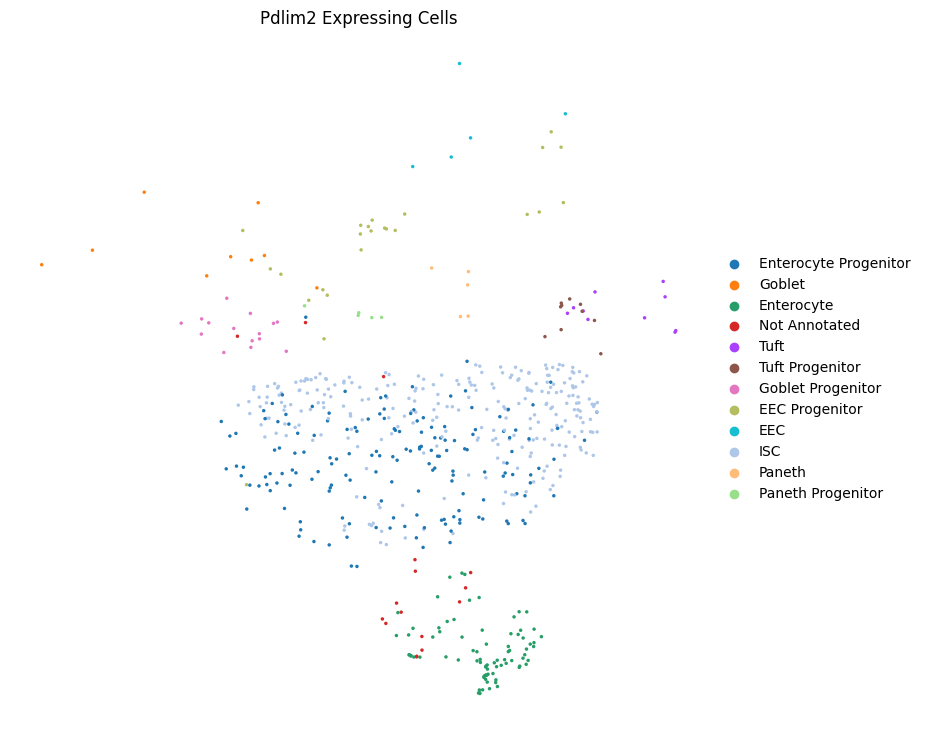 Pdlim2 Expressing Cells
Enterocyte Progenitor
Goblet
Enterocyte
Not Annotated
Tuft
Tuft Progenitor
Goblet Progenitor
EEC Progenitor
EEC
ISC
Paneth
Paneth Progenitor